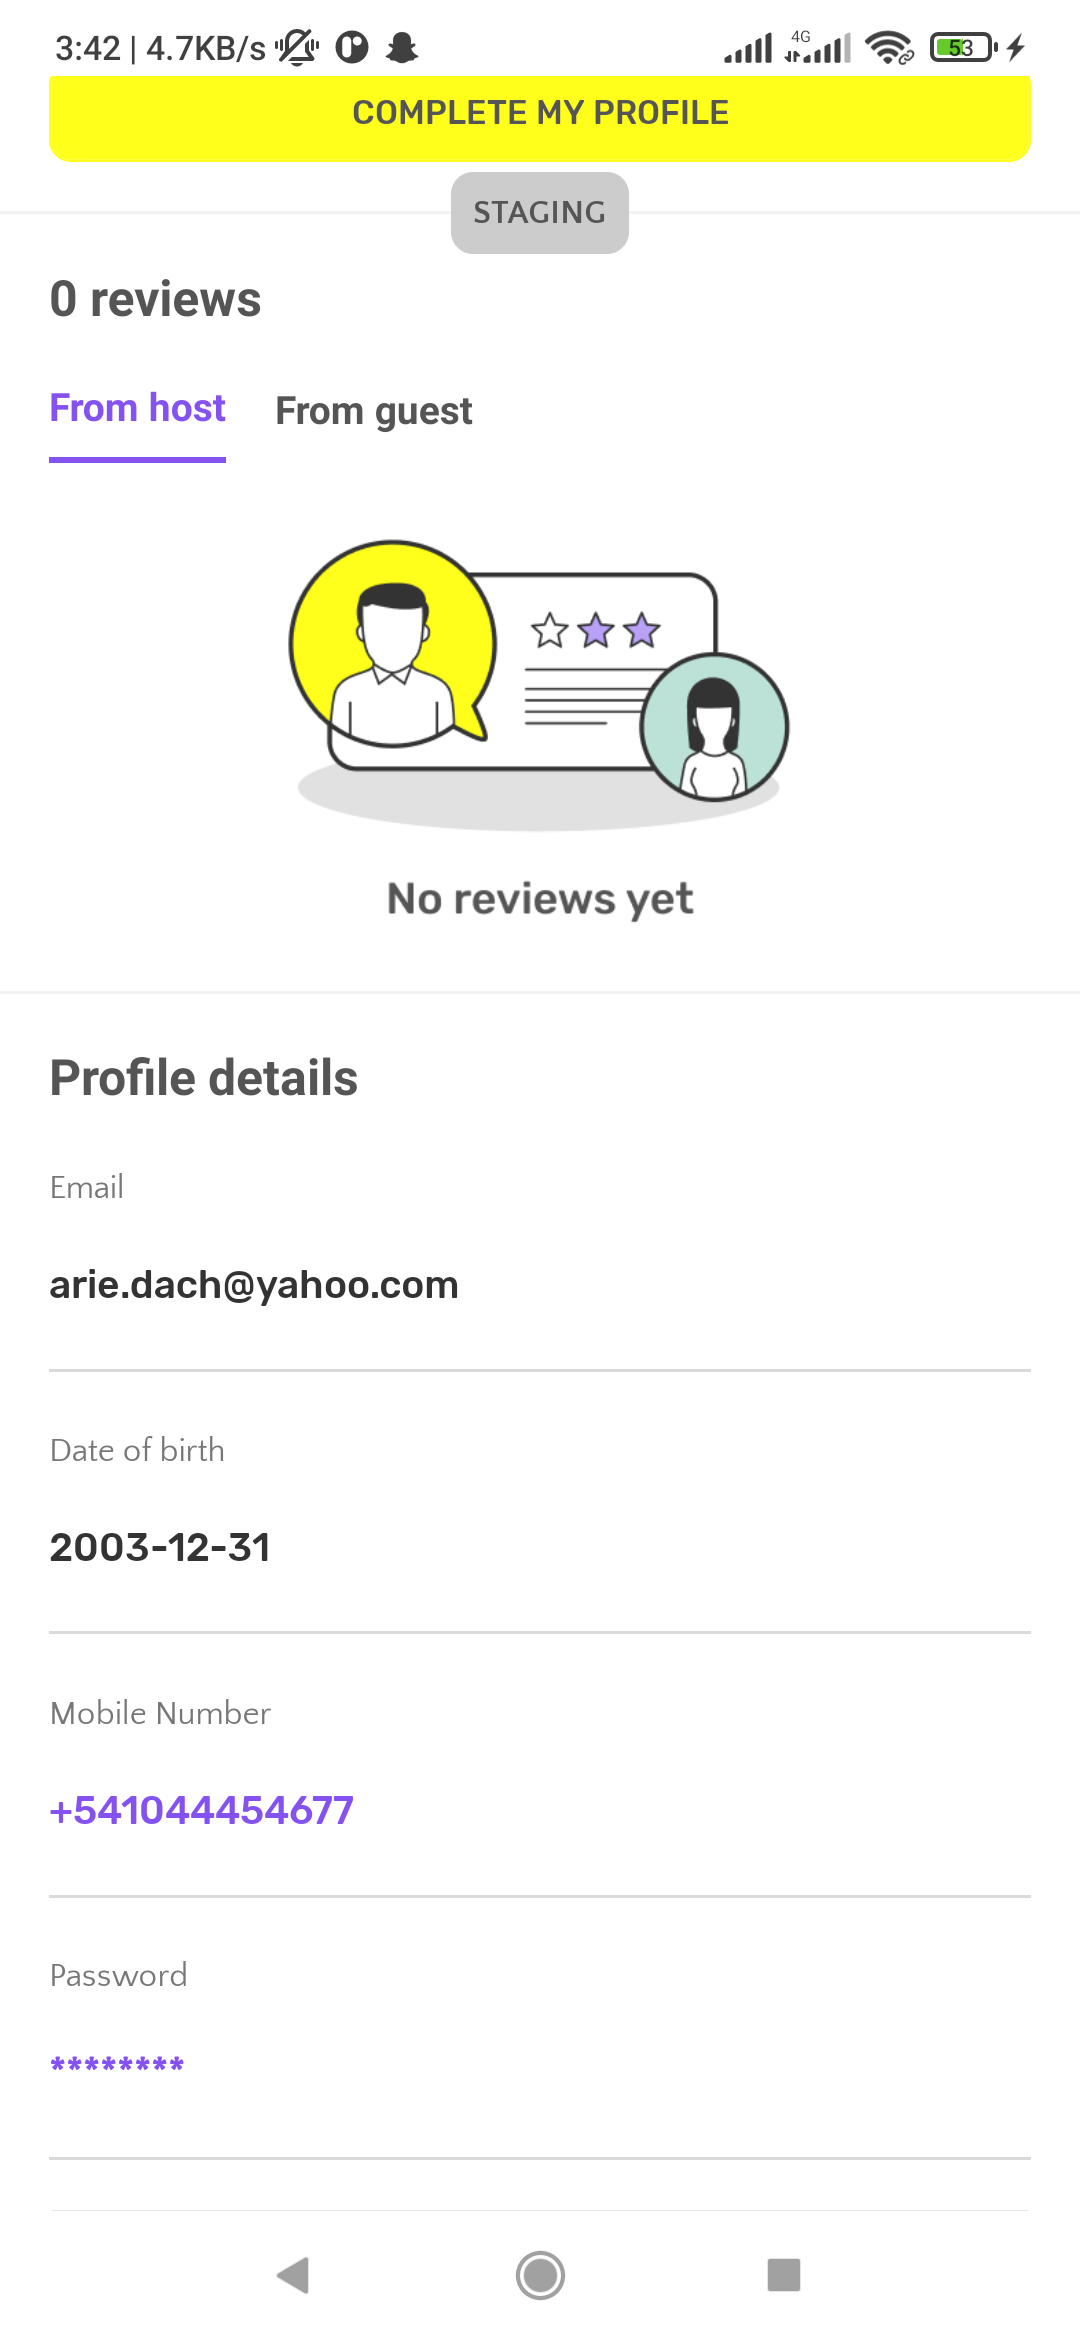 3:42 | 4.7KB/s 4G 53
COMPLETE MY PROFILE
STAGING
0 reviews
From host From guest
No reviews yet
Profile details
Email
arie.dach@yahoo.com
Date of birth
2003-12-31
Mobile Number
+541044454677
Password
********